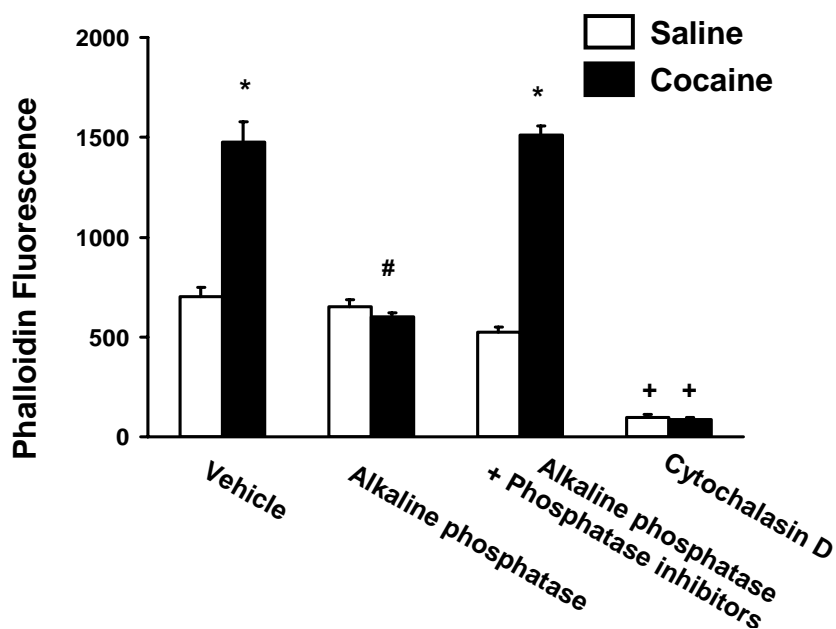 Phalloidin Fluorescence
2000
1500
1000
500
0
Saline
Cocaine
*
#
*
+ +
Vehicle
Alkaline phosphatase
Alkaline phosphatase
+ Phosphatase inhibitors
Cytochalasin D